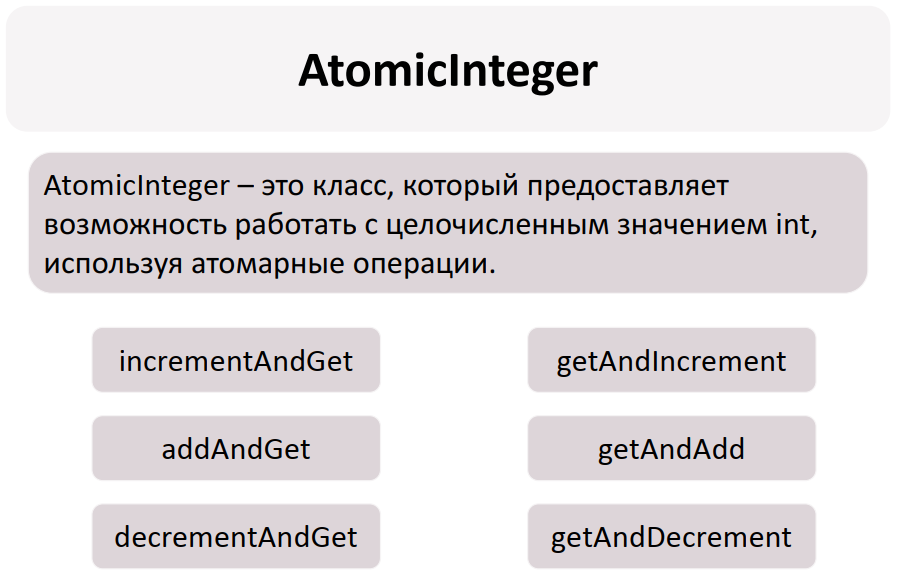 AtomicInteger
AtomicInteger – это класс, который предоставляет
возможность работать с целочисленным значением int,
используя атомарные операции.
incrementAndGet
getAndIncrement
addAndGet
getAndAdd
decrementAndGet
getAndDecrement